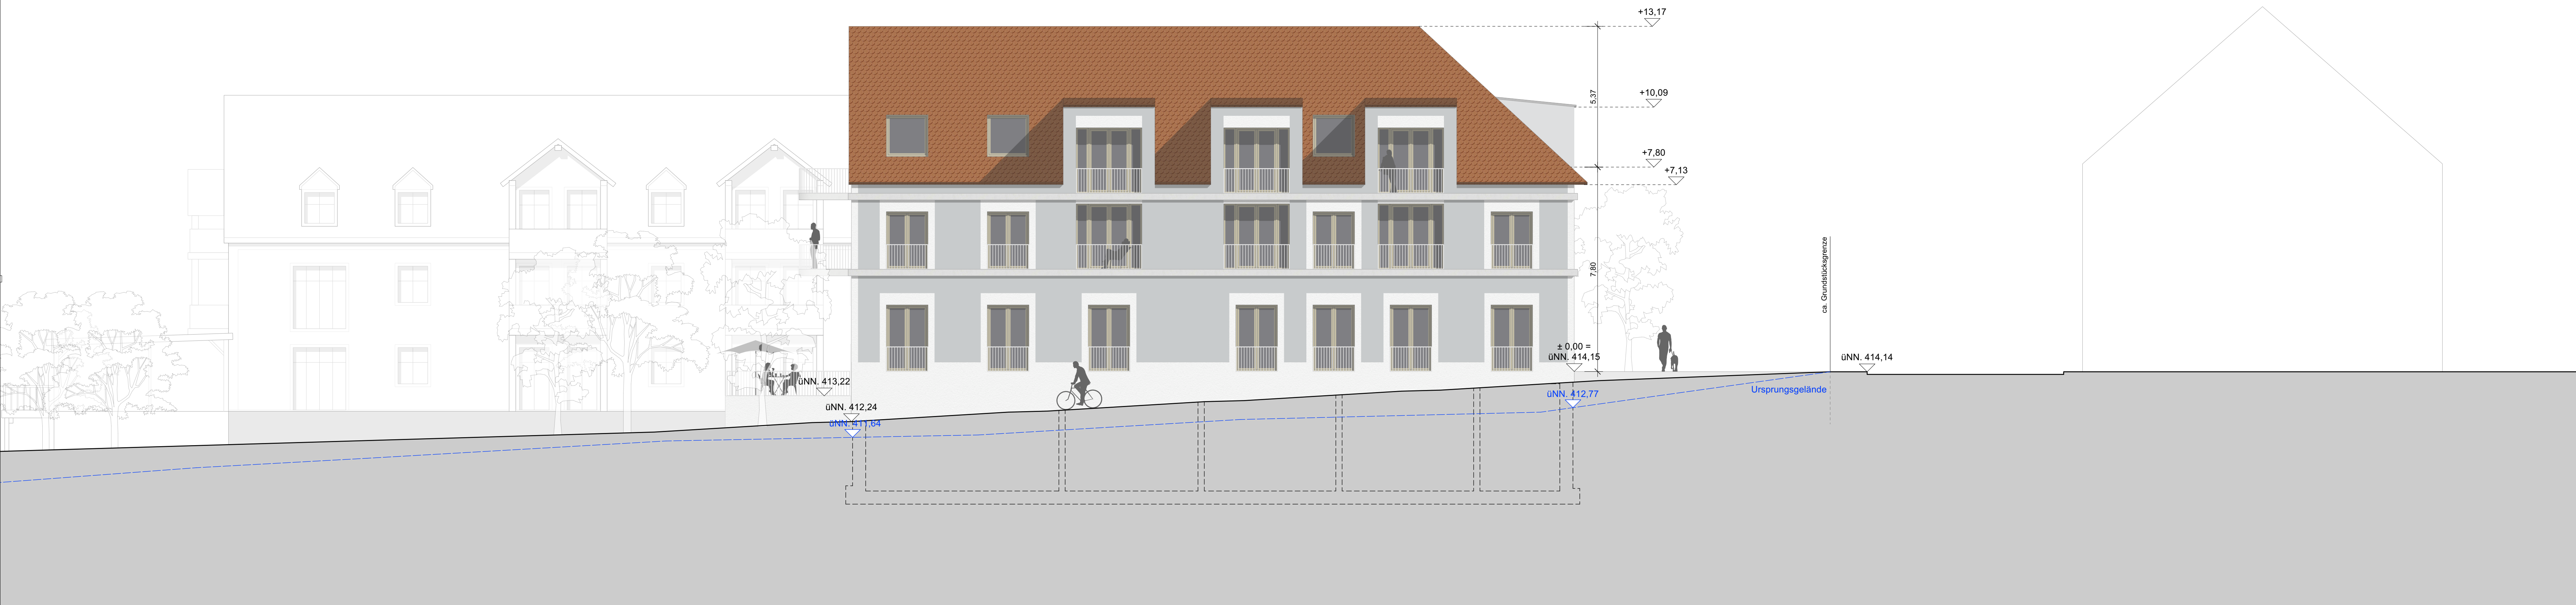 +13,17
5,37
+10,09
+7,80
+7,13
7,80
ca. Grundstücksgrenze
± 0,00 =
üNN. 414,15
üNN. 414,14
üNN. 413,22
Ursprungsgelände
üNN. 412,77
üNN. 412,24
üNN. 411,64